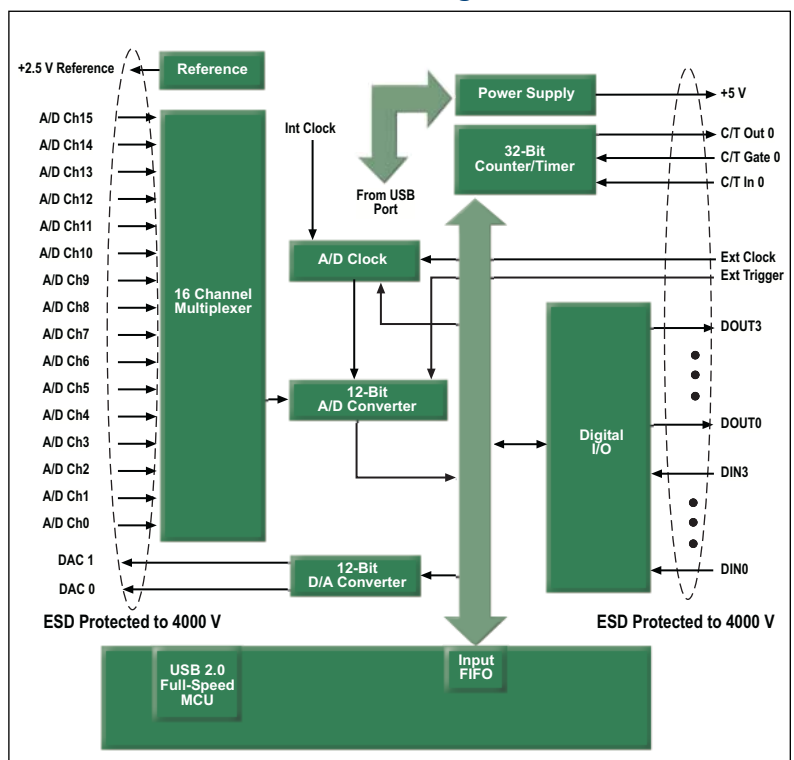 +2.5 V Reference
Reference
A/D Ch15
A/D Ch14
A/D Ch13
A/D Ch12
A/D Ch11
A/D Ch10
A/D Ch9
A/D Ch8
A/D Ch7
A/D Ch6
A/D Ch5
A/D Ch4
A/D Ch3
A/D Ch2
A/D Ch1
A/D Ch0
16 Channel
Multiplexer
DAC 1
DAC 0
ESD Protected to 4000 V
Int Clock
From USB
Port
A/D Clock
12-Bit
A/D Converter
12-Bit
D/A Converter
Power Supply
32-Bit
Counter/Timer
+5 V
C/T Out 0
C/T Gate 0
C/T In 0
Ext Clock
Ext Trigger
Digital
I/O
DOUT3
DOUT0
DIN3
DIN0
ESD Protected to 4000 V
USB 2.0
Full-Speed
MCU
Input
FIFO